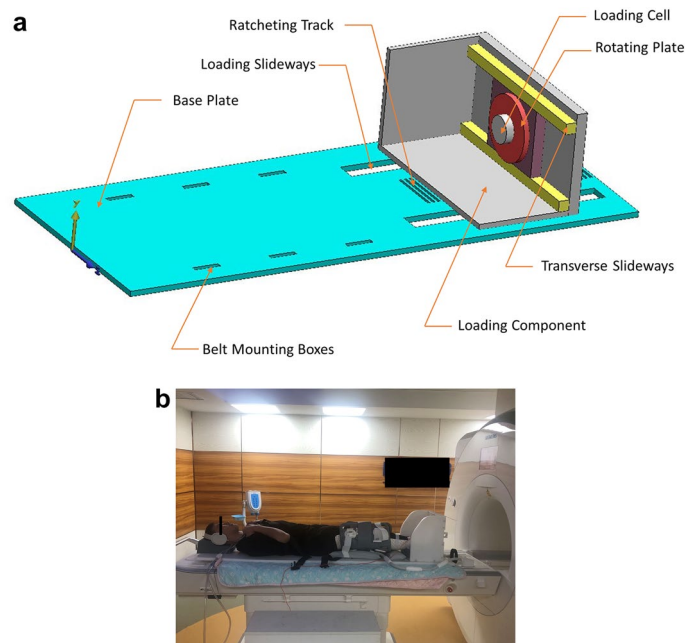 a
Loading Cell
Ratcheting Track
Rotating Plate
Loading Slideways
Base Plate
Y
Transverse Slideways
Loading Component
Belt Mounting Boxes
b